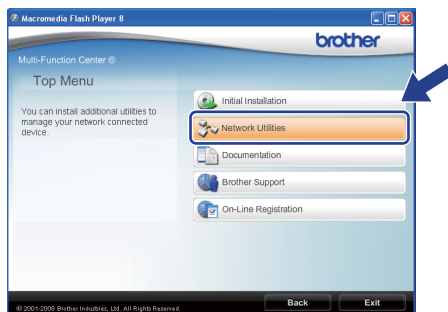 Macromedia Flash Player 8
brother
Multi-Function Center ®
Top Menu
You can install additional utilities to
manage your network connected
device.
Initial Installation
Network Utilities
Documentation
Brother Support
On-Line Registration
© 2001-2008 Brother Industries, Ltd. All Rights Reserved.
Back
Exit